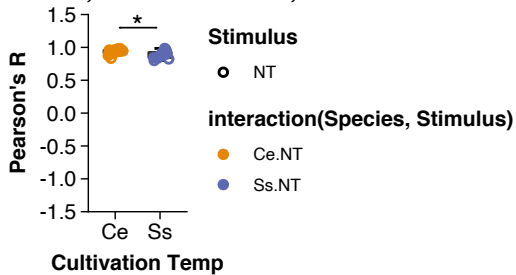 1.5
1.0
0.5
0.0
-0.5
-1.0
-1.5
Pearson's R
*
Ce Ss
Cultivation Temp
Stimulus
NT
interaction(Species, Stimulus)
Ce.NT
Ss.NT